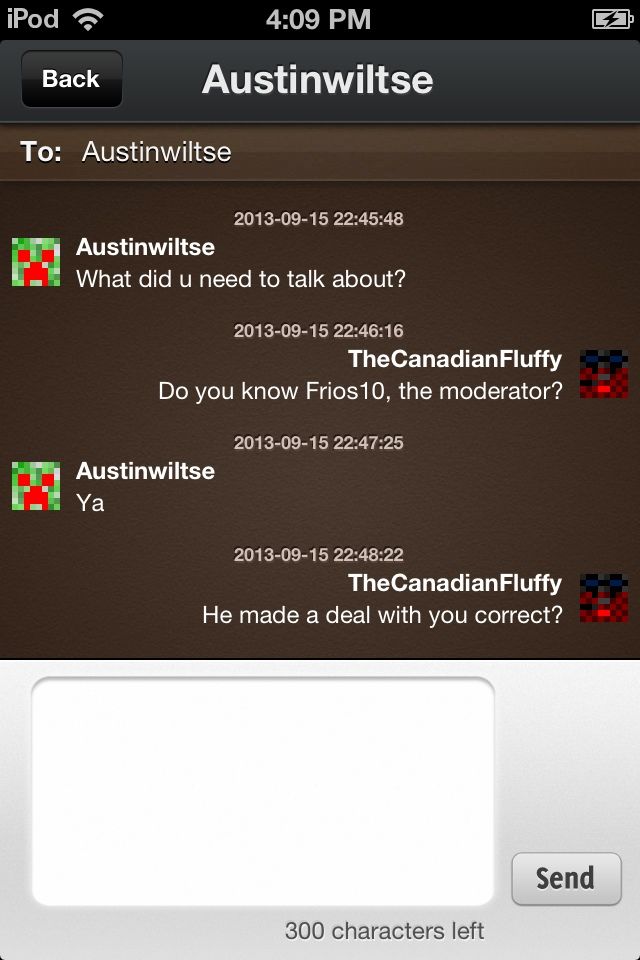 iPod 4:09 PM
Back Austinwiltse
To: Austinwiltse
2013-09-15 22:45:48
Austinwiltse
What did u need to talk about?
2013-09-15 22:46:16
TheCanadianFluffy
Do you know Frios10, the moderator?
2013-09-15 22:47:25
Austinwiltse
Ya
2013-09-15 22:48:22
TheCanadianFluffy
He made a deal with you correct?
Send
300 characters left